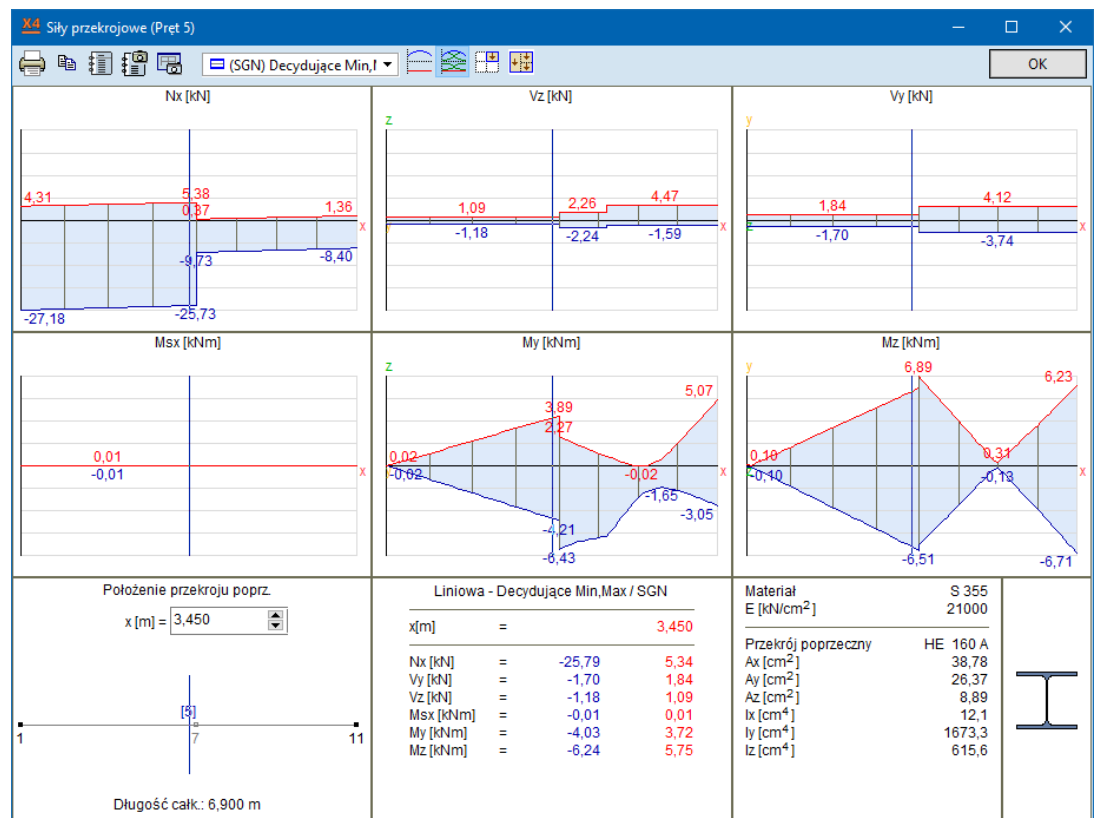 X4 Siły przekrojowe (Pręt 5)
(SGN) Decydujące Min,M
OK
Nx [kN]
4,31
5,38
0,37
1,36
x
-9,73
-8,40
-27,18
-25,73
Vz [kN]
z
1,09
2,26
4,47
x
-1,18
-2,24
-1,59
Vy [kN]
y
1,84
4,12
x
z
-1,70
-3,74
Msx [kNm]
0,01
x
-0,01
My [kNm]
z
5,07
3,89
2,27
0,02
-0,02
x
-0,02
-1,65
-3,05
-4,21
-6,43
Mz [kNm]
y
6,89
6,23
0,10
0,31
x
z
-0,10
-0,13
-6,51
-6,71
Położenie przekroju poprz.
x [m] = 3,450
[5]
1 7 11
Długość całk.: 6,900 m
Liniowa - Decydujące Min,Max / SGN
x[m] = 3,450
Nx [kN] = -25,79 5,34
Vy [kN] = -1,70 1,84
Vz [kN] = -1,18 1,09
Msx [kNm] = -0,01 0,01
My [kNm] = -4,03 3,72
Mz [kNm] = -6,24 5,75
Materiał S 355
E [kN/cm²] 21000
Przekrój poprzeczny HE 160 A
Ax [cm²] 38,78
Ay [cm²] 26,37
Az [cm²] 8,89
Ix [cm⁴] 12,1
Iy [cm⁴] 1673,3
Iz [cm⁴] 615,6